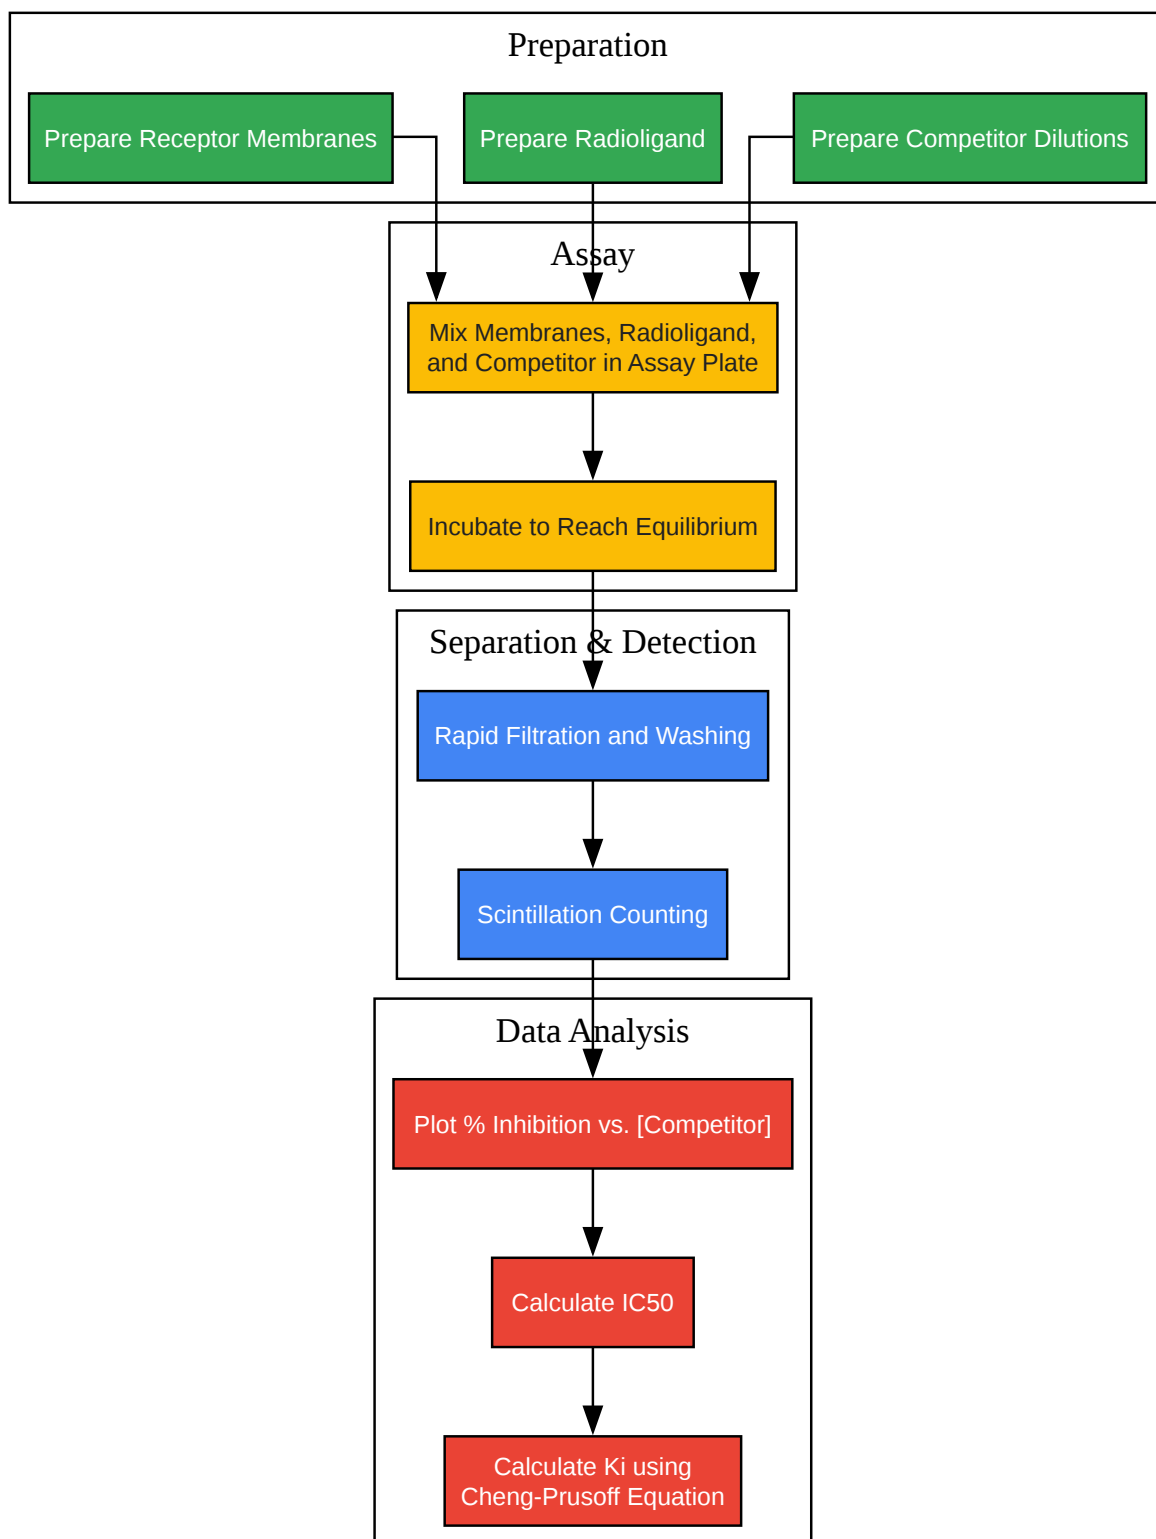 Preparation
Prepare Receptor Membranes
Prepare Radioligand
Prepare Competitor Dilutions
Assay
Mix Membranes, Radioligand,
and Competitor in Assay Plate
Incubate to Reach Equilibrium
Separation & Detection
Rapid Filtration and Washing
Scintillation Counting
Data Analysis
Plot % Inhibition vs. [Competitor]
Calculate IC50
Calculate Ki using
Cheng-Prusoff Equation